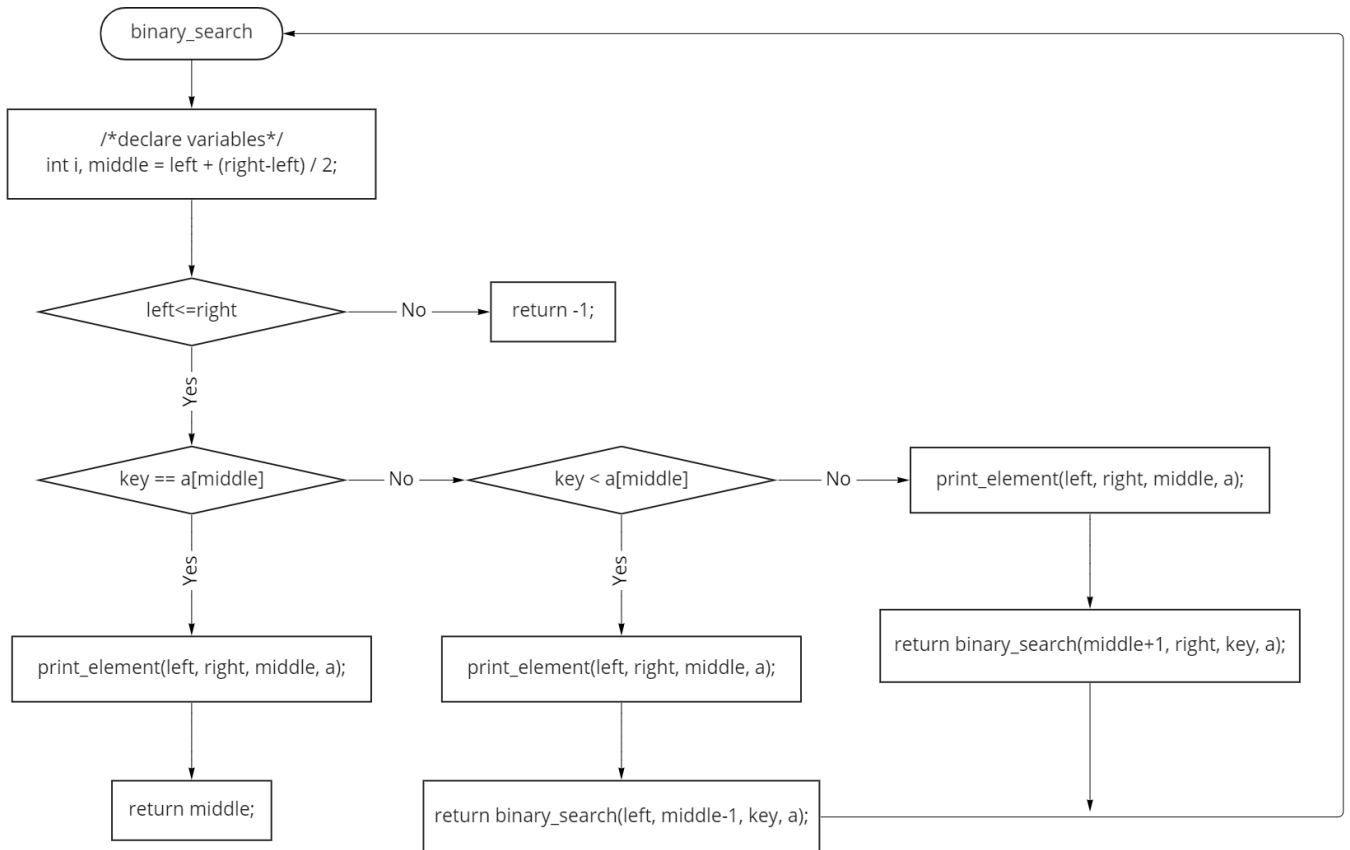 binary_search
/*declare variables*/
int i, middle = left + (right-left) / 2;
left<=right
No
return -1;
Yes
key == a[middle]
No
key < a[middle]
No
print_element(left, right, middle, a);
Yes
Yes
return binary_search(middle+1, right, key, a);
print_element(left, right, middle, a);
print_element(left, right, middle, a);
return middle;
return binary_search(left, middle-1, key, a);